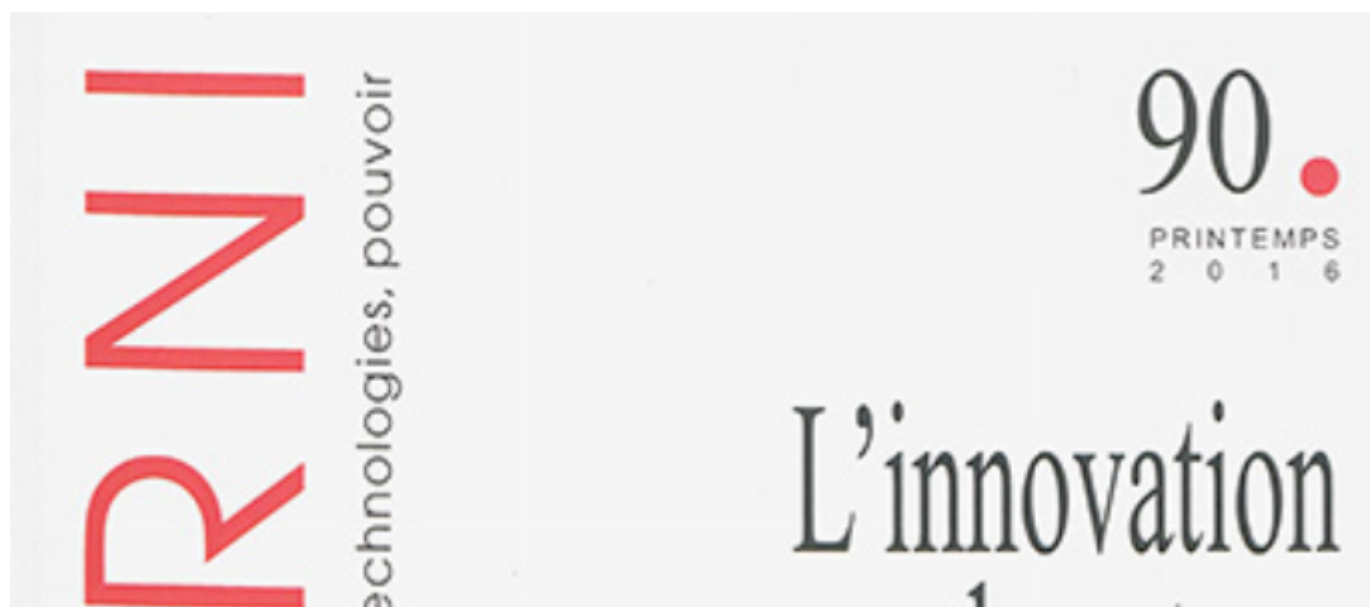 RNI
echnologies, pouvoir
90.
PRINTEMPS
2016
L'innovation